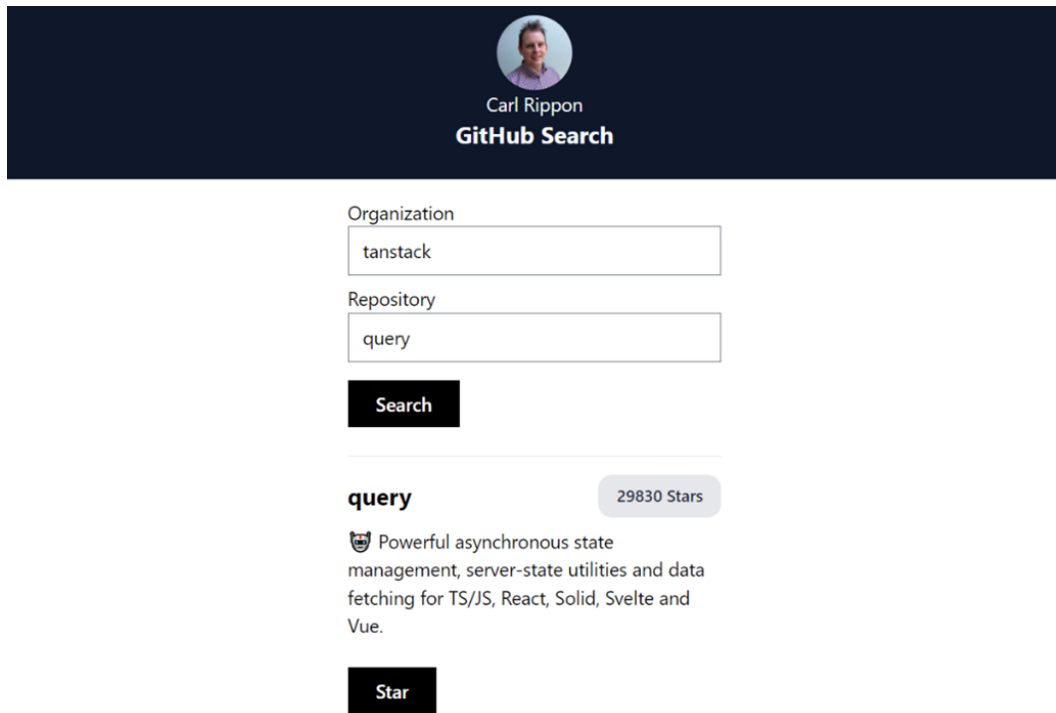 Carl Rippon
GitHub Search
Organization
tanstack
Repository
query
Search
query
29830 Stars
Powerful asynchronous state
management, server-state utilities and data
fetching for TS/JS, React, Solid, Svelte and
Vue.
Star